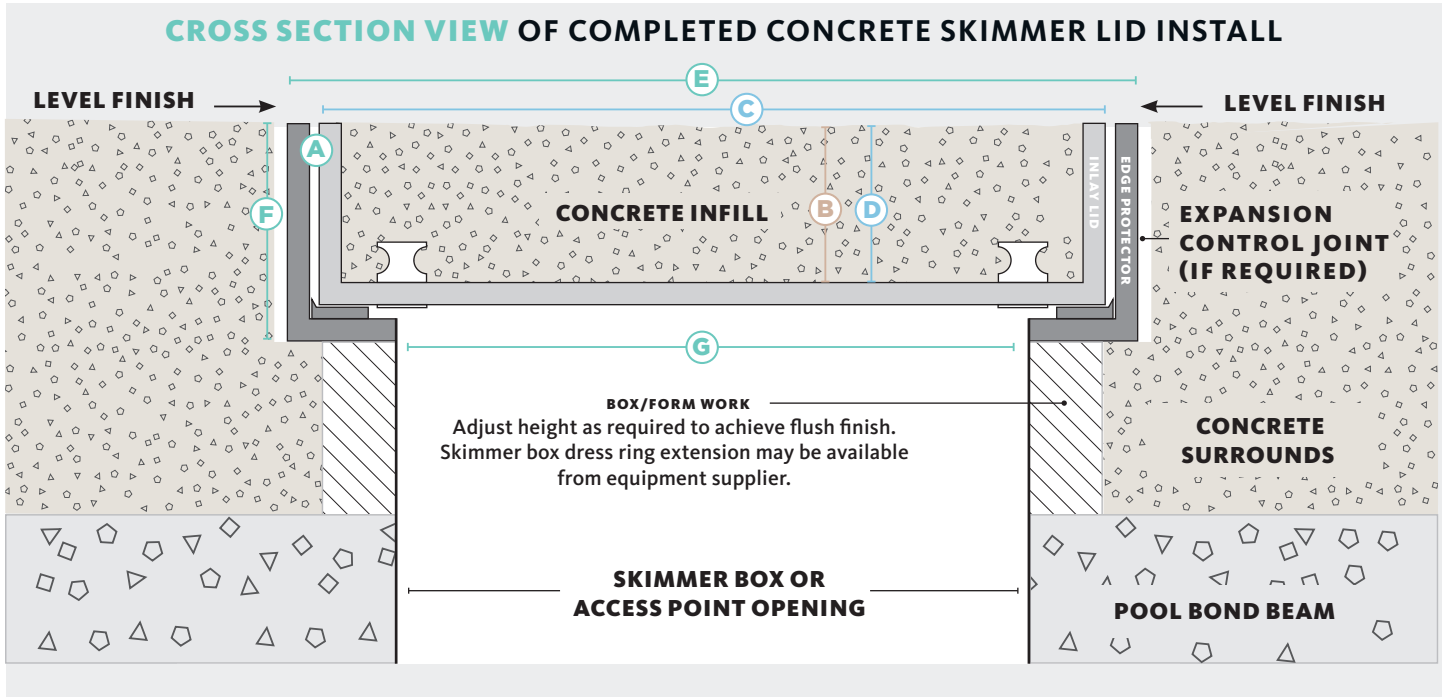 CROSS SECTION VIEW OF COMPLETED CONCRETE SKIMMER LID INSTALL
E
LEVEL FINISH
C
LEVEL FINISH
A
INLAY LID
EDGE PROTECTOR
F
CONCRETE INFILL
B
D
EXPANSION
CONTROL JOINT
(IF REQUIRED)
G
BOX/FORM WORK
Adjust height as required to achieve flush finish.
Skimmer box dress ring extension may be available
from equipment supplier.
CONCRETE
SURROUNDS
SKIMMER BOX OR
ACCESS POINT OPENING
POOL BOND BEAM